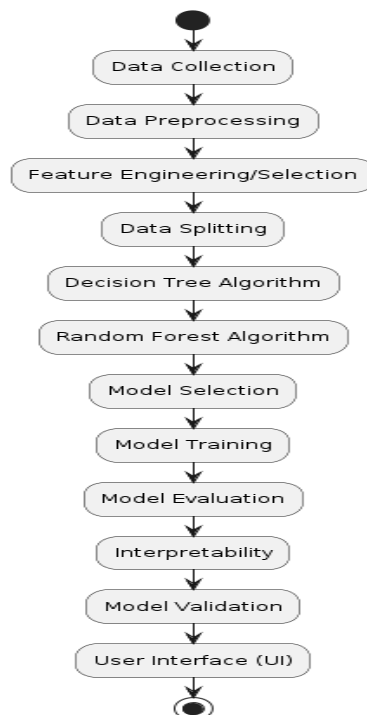 Data Collection
Data Preprocessing
Feature Engineering/Selection
Data Splitting
Decision Tree Algorithm
Random Forest Algorithm
Model Selection
Model Training
Model Evaluation
Interpretability
Model Validation
User Interface (UI)